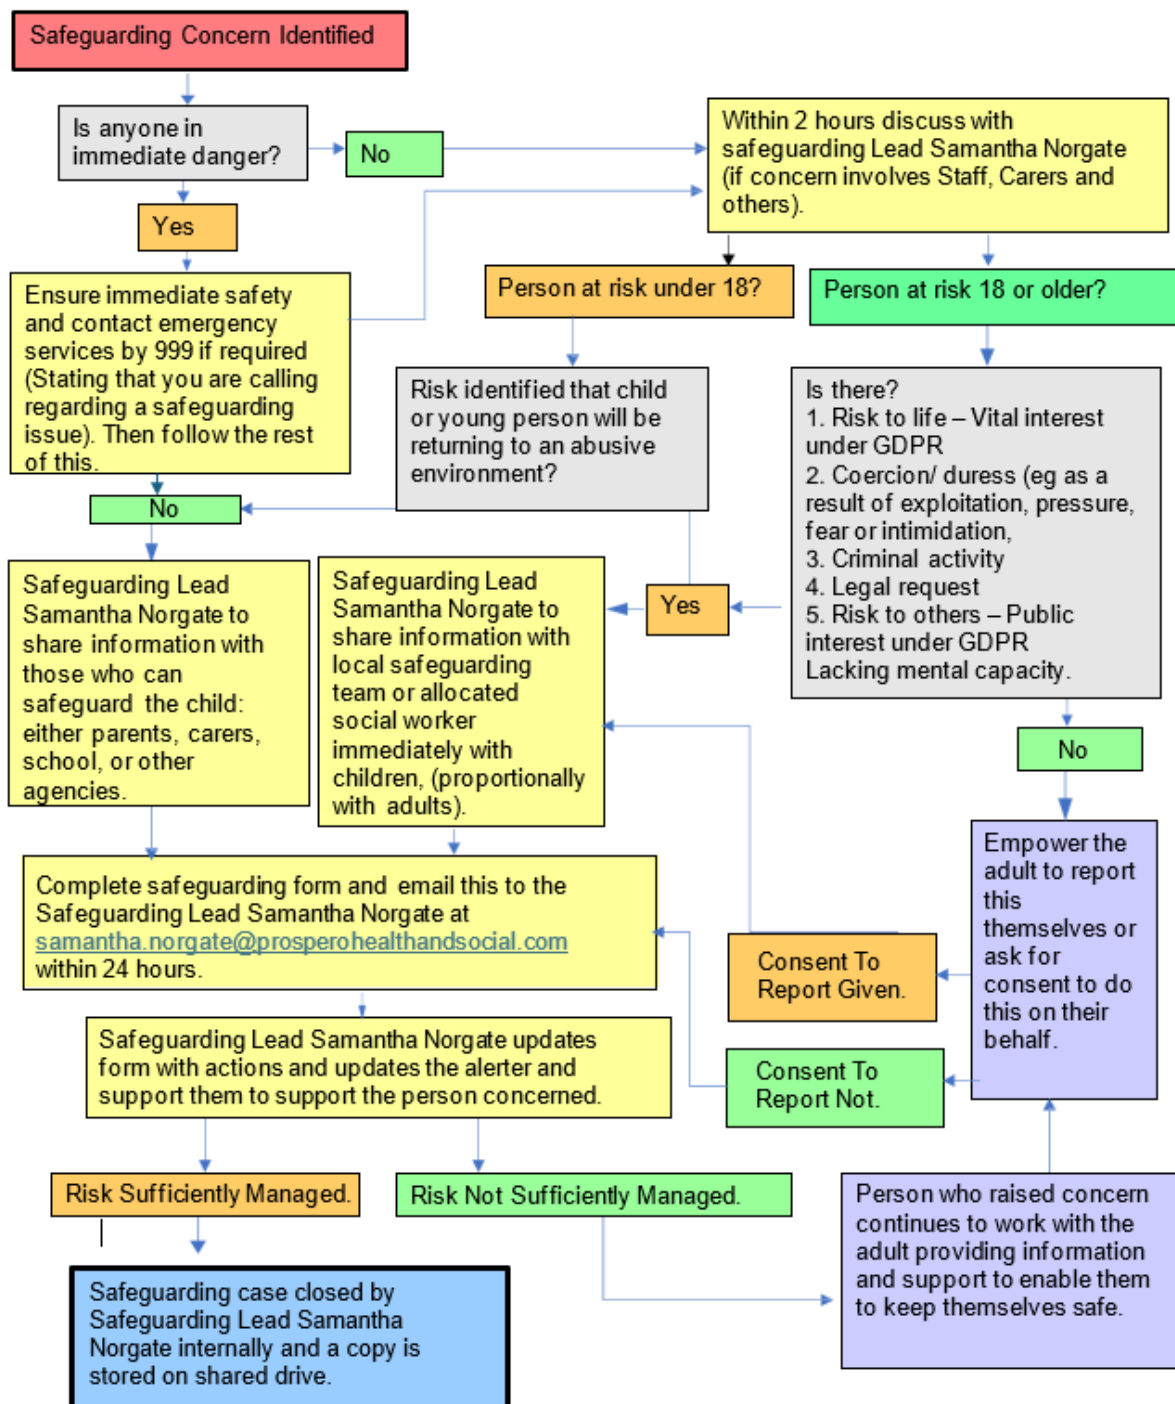 Safeguarding Concern Identified
Is anyone in
immediate danger?
No
Within 2 hours discuss with
safeguarding Lead Samantha Norgate
(if concern involves Staff, Carers and
others).
Yes
Ensure immediate safety
and contact emergency
services by 999 if required
(Stating that you are calling
regarding a safeguarding
issue). Then follow the rest
of this.
Person at risk under 18?
Person at risk 18 or older?
Risk identified that child
or young person will be
returning to an abusive
environment?
Is there?
1. Risk to life – Vital interest
under GDPR
2. Coercion/ duress (eg as a
result of exploitation, pressure,
fear or intimidation,
3. Criminal activity
4. Legal request
5. Risk to others – Public
interest under GDPR
Lacking mental capacity.
No
Safeguarding Lead
Samantha Norgate to
share information with
those who can
safeguard the child:
either parents, carers,
school, or other
agencies.
Safeguarding Lead
Samantha Norgate to
share information with
local safeguarding
team or allocated
social worker
immediately with
children, (proportionally
with adults).
Yes
No
Empower the
adult to report
this
themselves or
ask for
consent to do
this on their
behalf.
Complete safeguarding form and email this to the
Safeguarding Lead Samantha Norgate at
samantha.norgate@prosperohealthandsocial.com
within 24 hours.
Consent To
Report Given.
Consent To
Report Not.
Safeguarding Lead Samantha Norgate updates
form with actions and updates the alerter and
support them to support the person concerned.
Risk Sufficiently Managed.
Risk Not Sufficiently Managed.
Person who raised concern
continues to work with the
adult providing information
and support to enable them
to keep themselves safe.
Safeguarding case closed by
Safeguarding Lead Samantha
Norgate internally and a copy is
stored on shared drive.